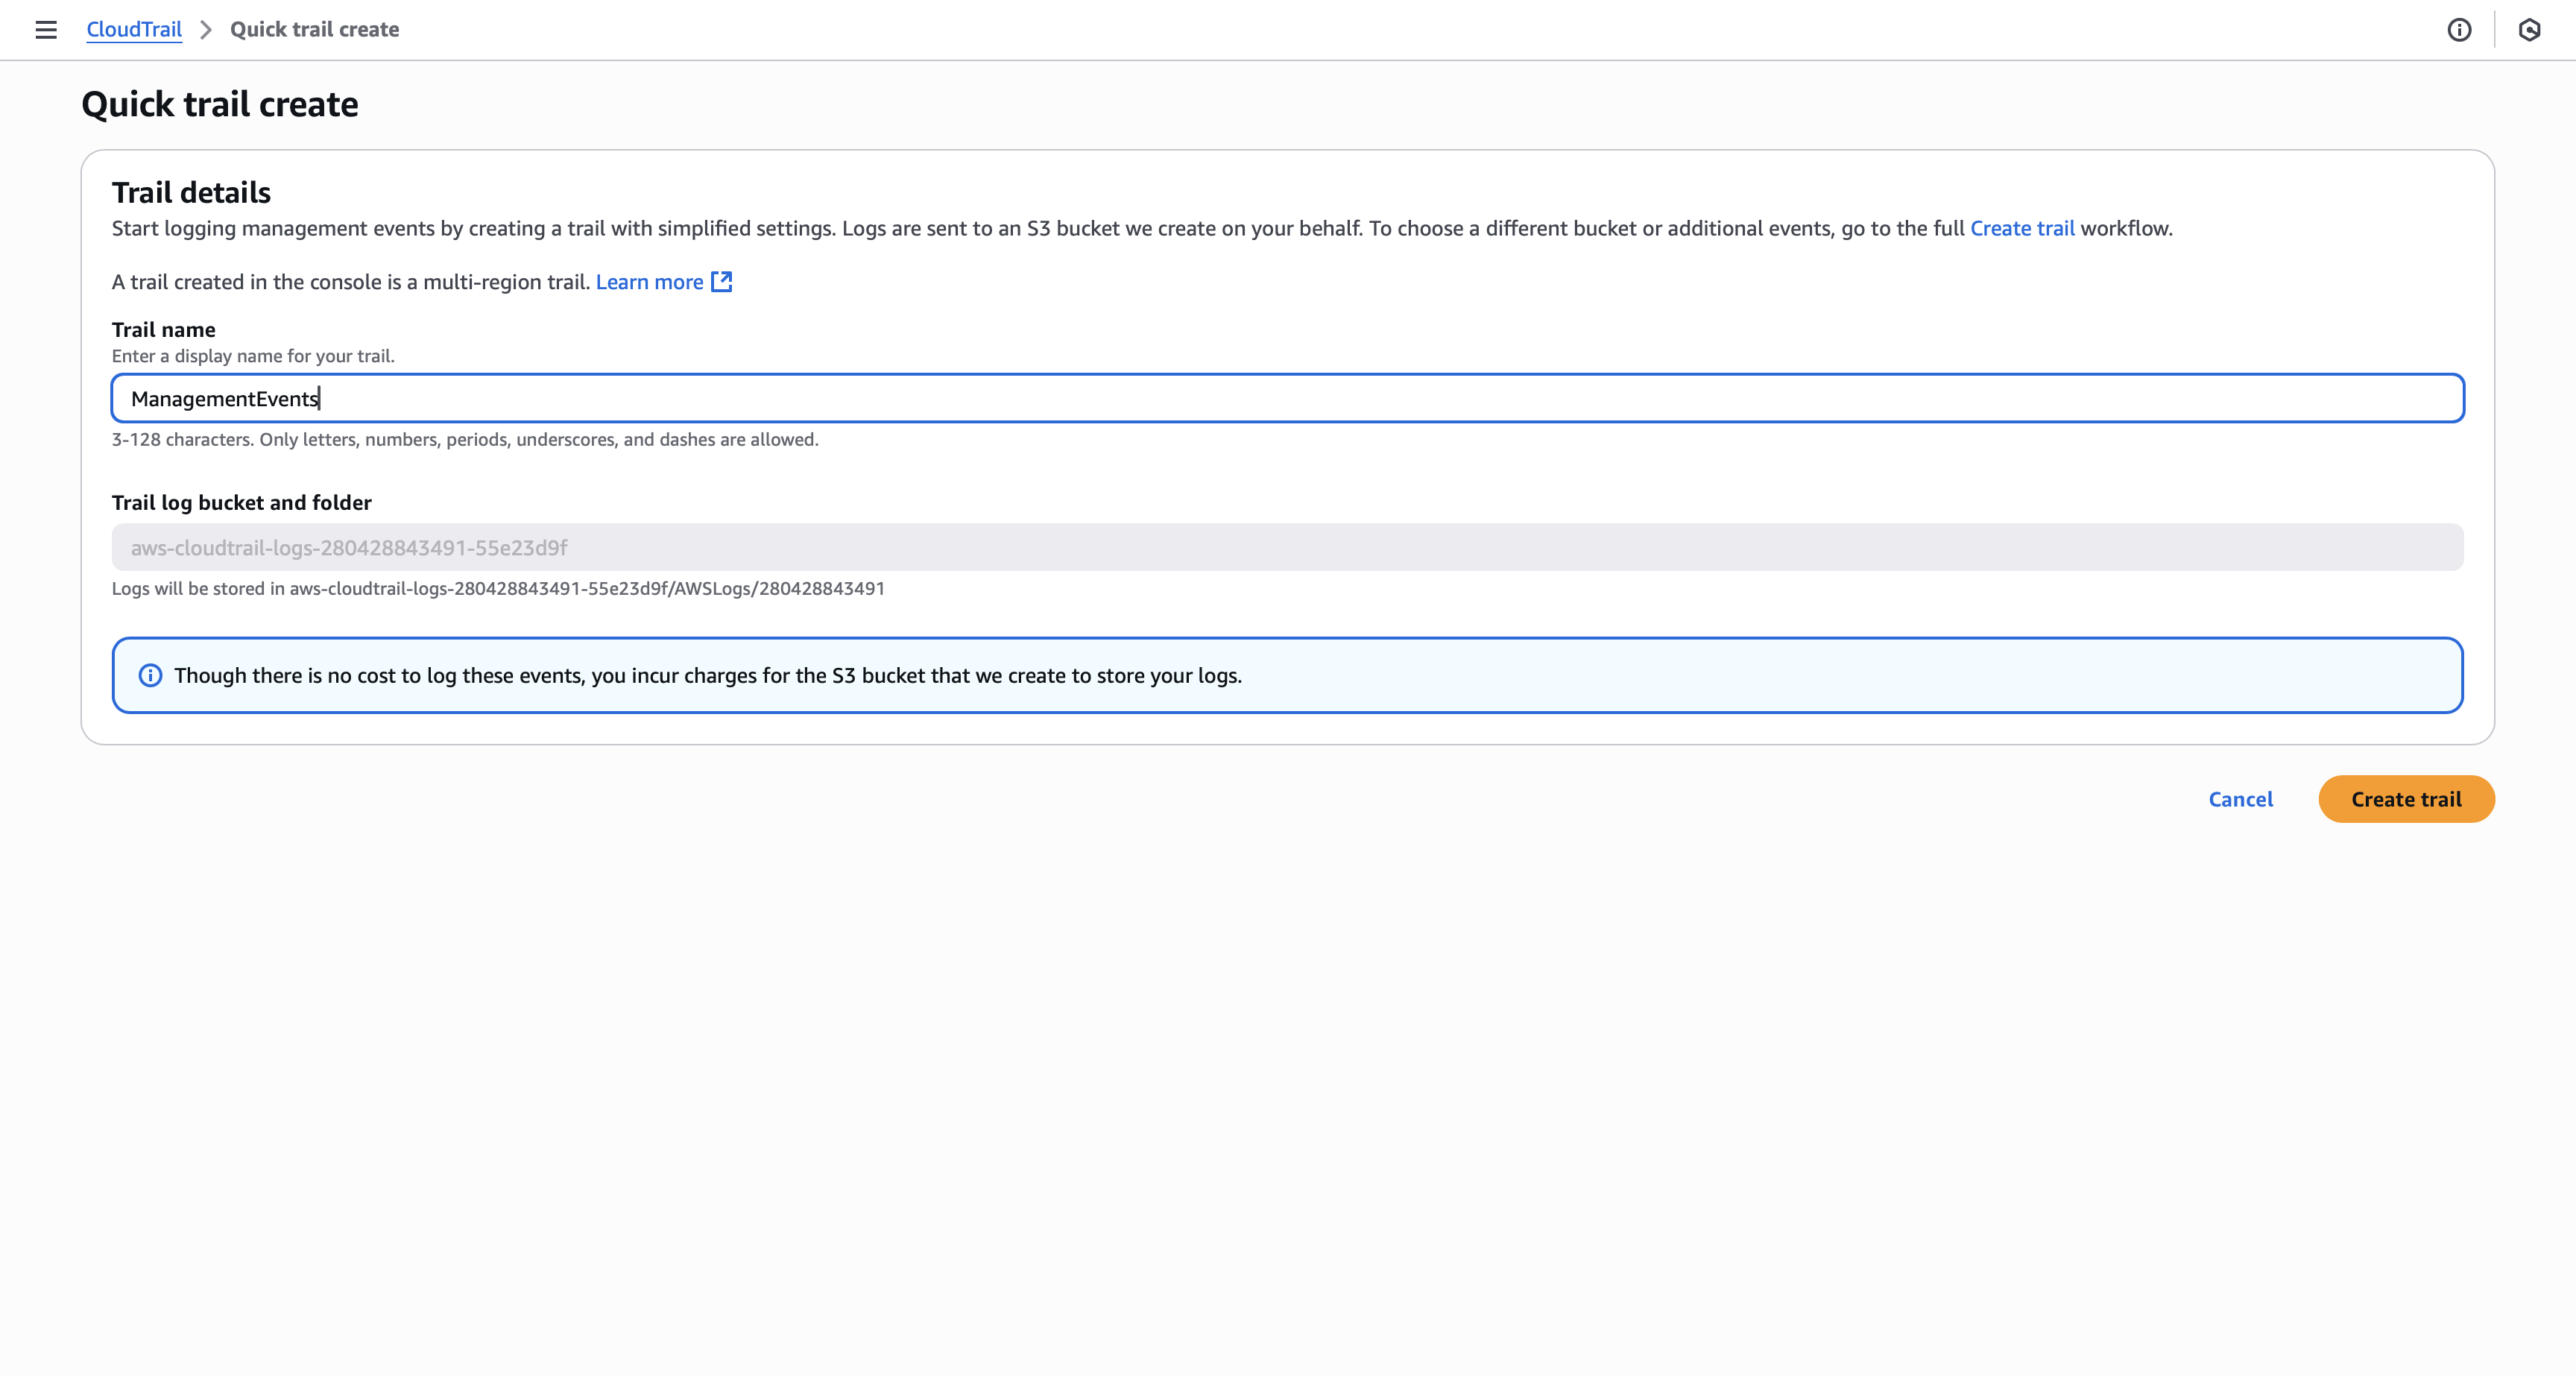 CloudTrail > Quick trail create
Quick trail create
Trail details
Start logging management events by creating a trail with simplified settings. Logs are sent to an S3 bucket we create on your behalf. To choose a different bucket or additional events, go to the full Create trail workflow.
A trail created in the console is a multi-region trail. Learn more
Trail name
Enter a display name for your trail.
ManagementEvents
3-128 characters. Only letters, numbers, periods, underscores, and dashes are allowed.
Trail log bucket and folder
aws-cloudtrail-logs-280428843491-55e23d9f
Logs will be stored in aws-cloudtrail-logs-280428843491-55e23d9f/AWSLogs/280428843491
Though there is no cost to log these events, you incur charges for the S3 bucket that we create to store your logs.
Cancel Create trail